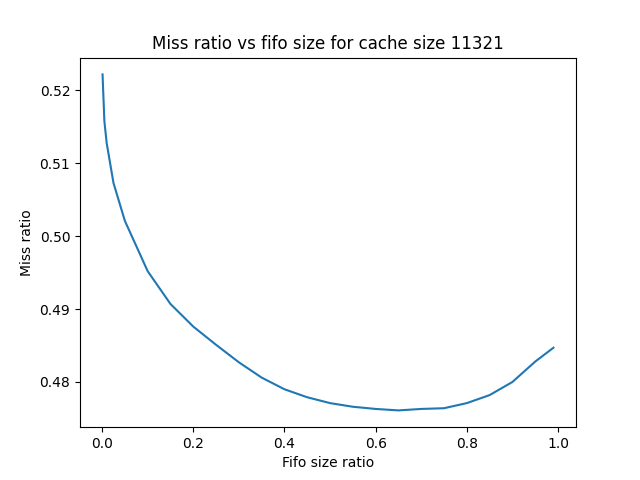 Miss ratio vs fifo size for cache size 11321
0.52
0.51
0.50
0.49
0.48
Miss ratio
0.0 0.2 0.4 0.6 0.8 1.0
Fifo size ratio